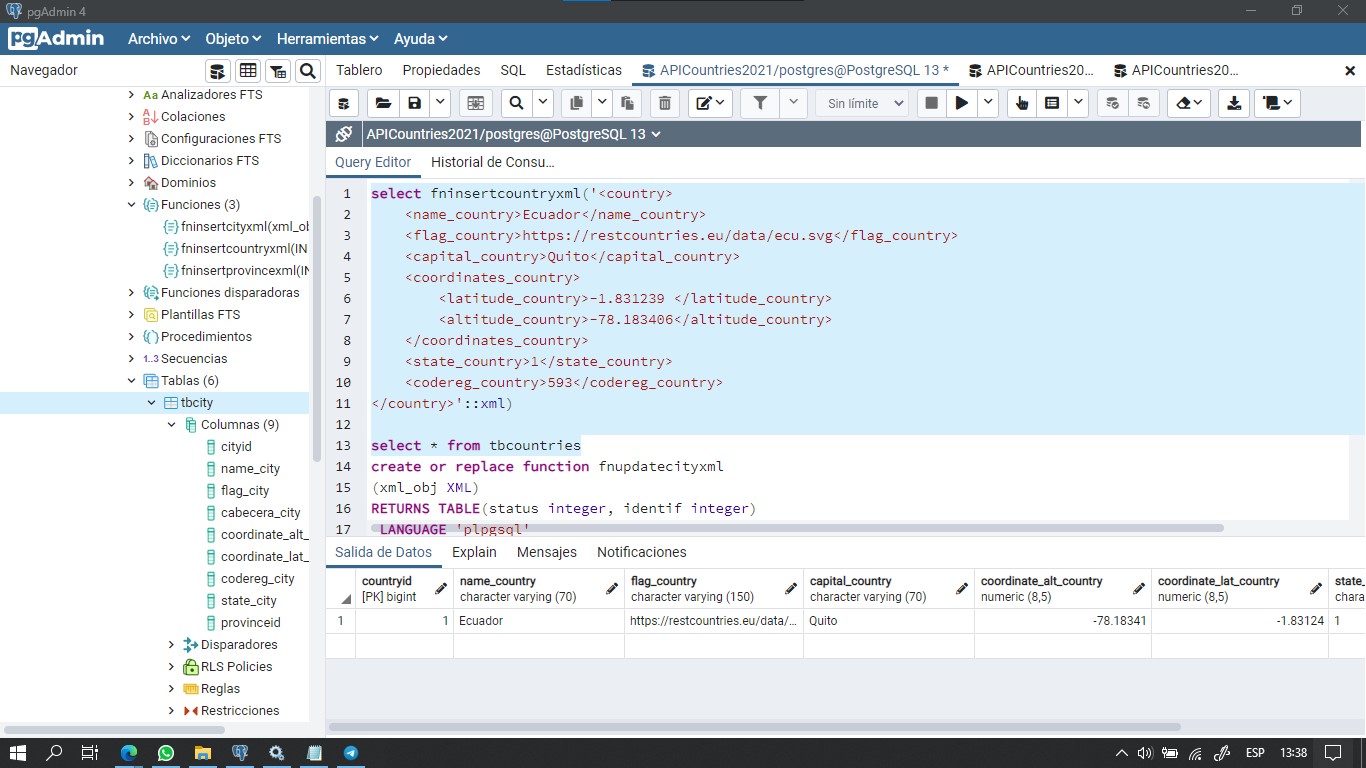 pgAdmin 4
pgAdmin Archivo Objeto Herramientas Ayuda
Navegador
Tablero Propiedades SQL Estadísticas APICountries2021/postgres@PostgreSQL 13 * APICountries20... APICountries20...
Sin límite
APICountries2021/postgres@PostgreSQL 13
Query Editor Historial de Consu...
Aa Analizadores FTS
Colaciones
Configuraciones FTS
Diccionarios FTS
Dominios
Funciones (3)
fninsertcityxml(xml_ob
fninsertcountryxml(IN
fninsertprovincexml(IN
Funciones disparadoras
Plantillas FTS
Procedimientos
1..3 Secuencias
Tablas (6)
tbcity
Columnas (9)
cityid
name_city
flag_city
cabecera_city
coordinate_alt_
coordinate_lat_
codereg_city
state_city
provinceid
Disparadores
RLS Policies
Reglas
Restricciones
1 select fninsertcountryxml('<country>
2 <name_country>Ecuador</name_country>
3 <flag_country>https://restcountries.eu/data/ecu.svg</flag_country>
4 <capital_country>Quito</capital_country>
5 <coordinates_country>
6 <latitude_country>-1.831239 </latitude_country>
7 <altitude_country>-78.183406</altitude_country>
8 </coordinates_country>
9 <state_country>1</state_country>
10 <codereg_country>593</codereg_country>
11 </country>'::xml)
12
13 select * from tbcountries
14 create or replace function fnupdatecityxml
15 (xml_obj XML)
16 RETURNS TABLE(status integer, identif integer)
17 LANGUAGE 'plpgsql'
Salida de Datos Explain Mensajes Notificaciones
countryid name_country flag_country capital_country coordinate_alt_country coordinate_lat_country state_
[PK] bigint character varying (70) character varying (150) character varying (70) numeric (8,5) numeric (8,5) chara
1 1 Ecuador https://restcountries.eu/data/... Quito -78.18341 -1.83124 1
ESP 13:38